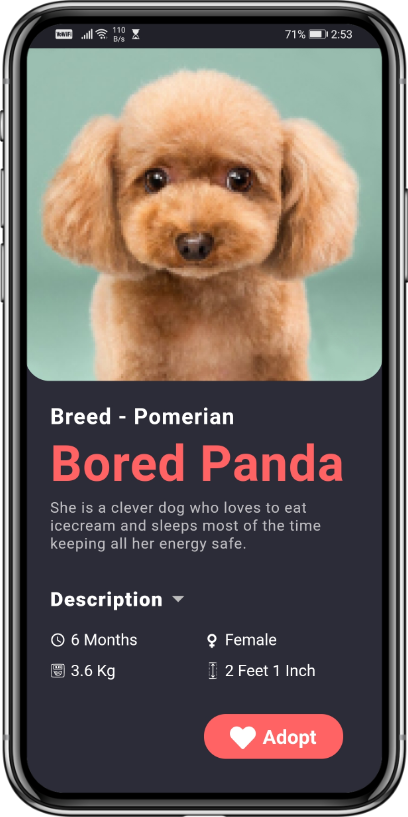 VoWiFi 110 71% 2:53
B/s
Breed - Pomerian
Bored Panda
She is a clever dog who loves to eat
icecream and sleeps most of the time
keeping all her energy safe.
Description
6 Months Female
3.6 Kg 2 Feet 1 Inch
Adopt